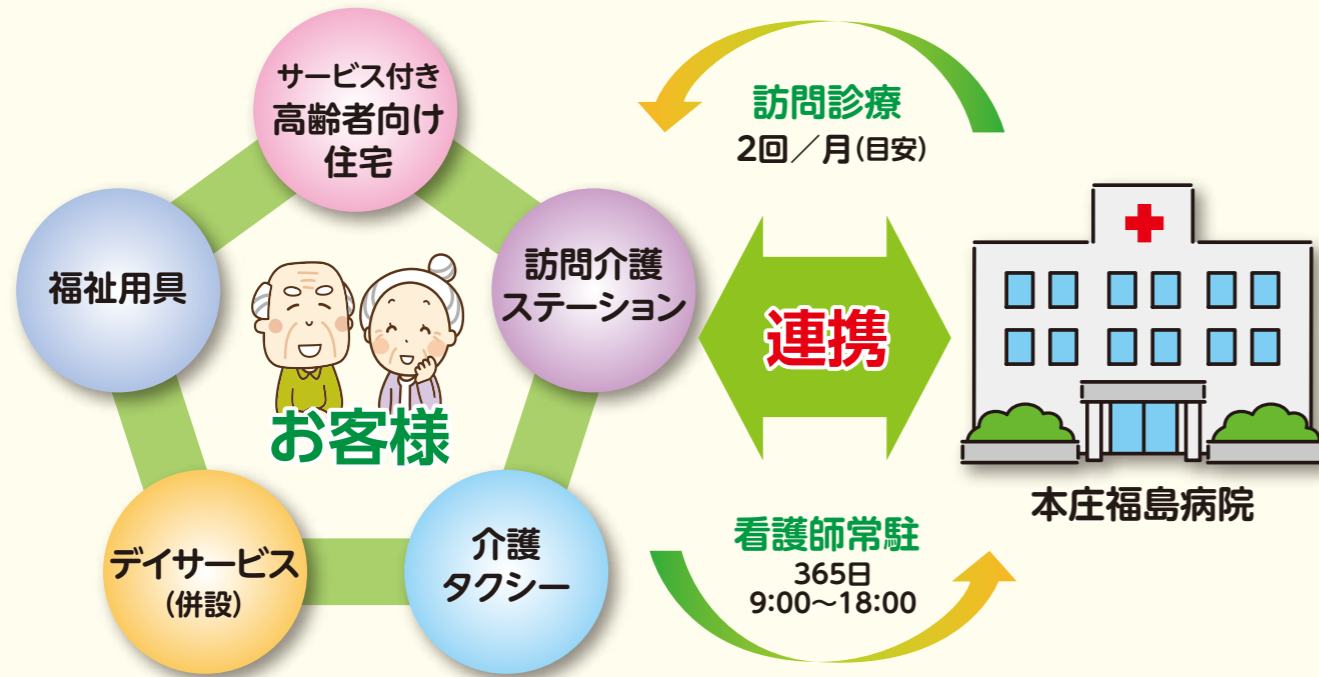 サービス付き
高齢者向け
住宅
福祉用具
訪問介護
ステーション
お客様
デイサービス
(併設)
介護
タクシー
訪問診療
2回／月(目安)
連携
看護師常駐
365日
9:00〜18:00
本庄福島病院